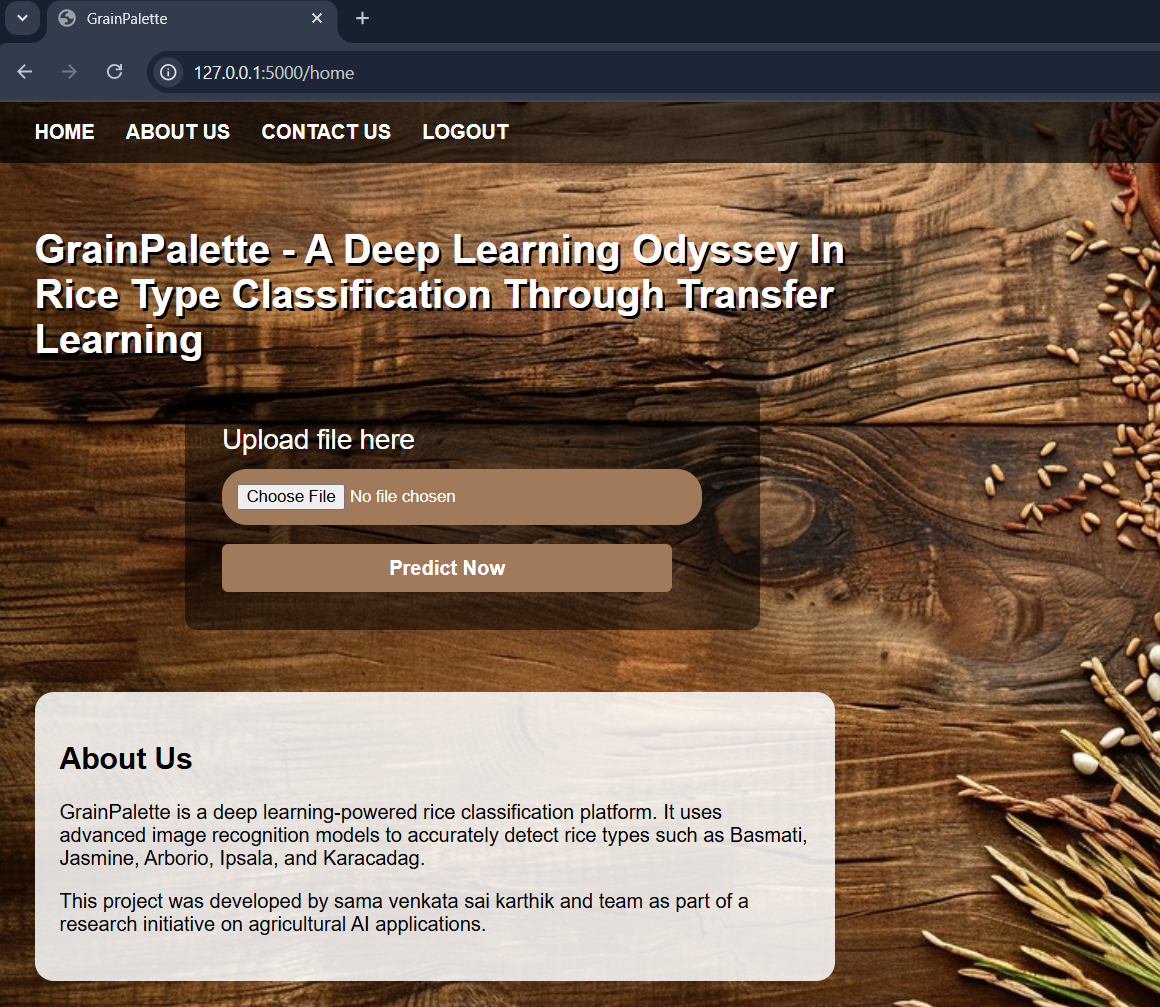 GrainPalette
127.0.0.1:5000/home
HOME ABOUT US CONTACT US LOGOUT
GrainPalette - A Deep Learning Odyssey In
Rice Type Classification Through Transfer
Learning
Upload file here
Choose File No file chosen
Predict Now
About Us
GrainPalette is a deep learning-powered rice classification platform. It uses
advanced image recognition models to accurately detect rice types such as Basmati,
Jasmine, Arborio, Ipsala, and Karacadag.
This project was developed by sama venkata sai karthik and team as part of a
research initiative on agricultural AI applications.